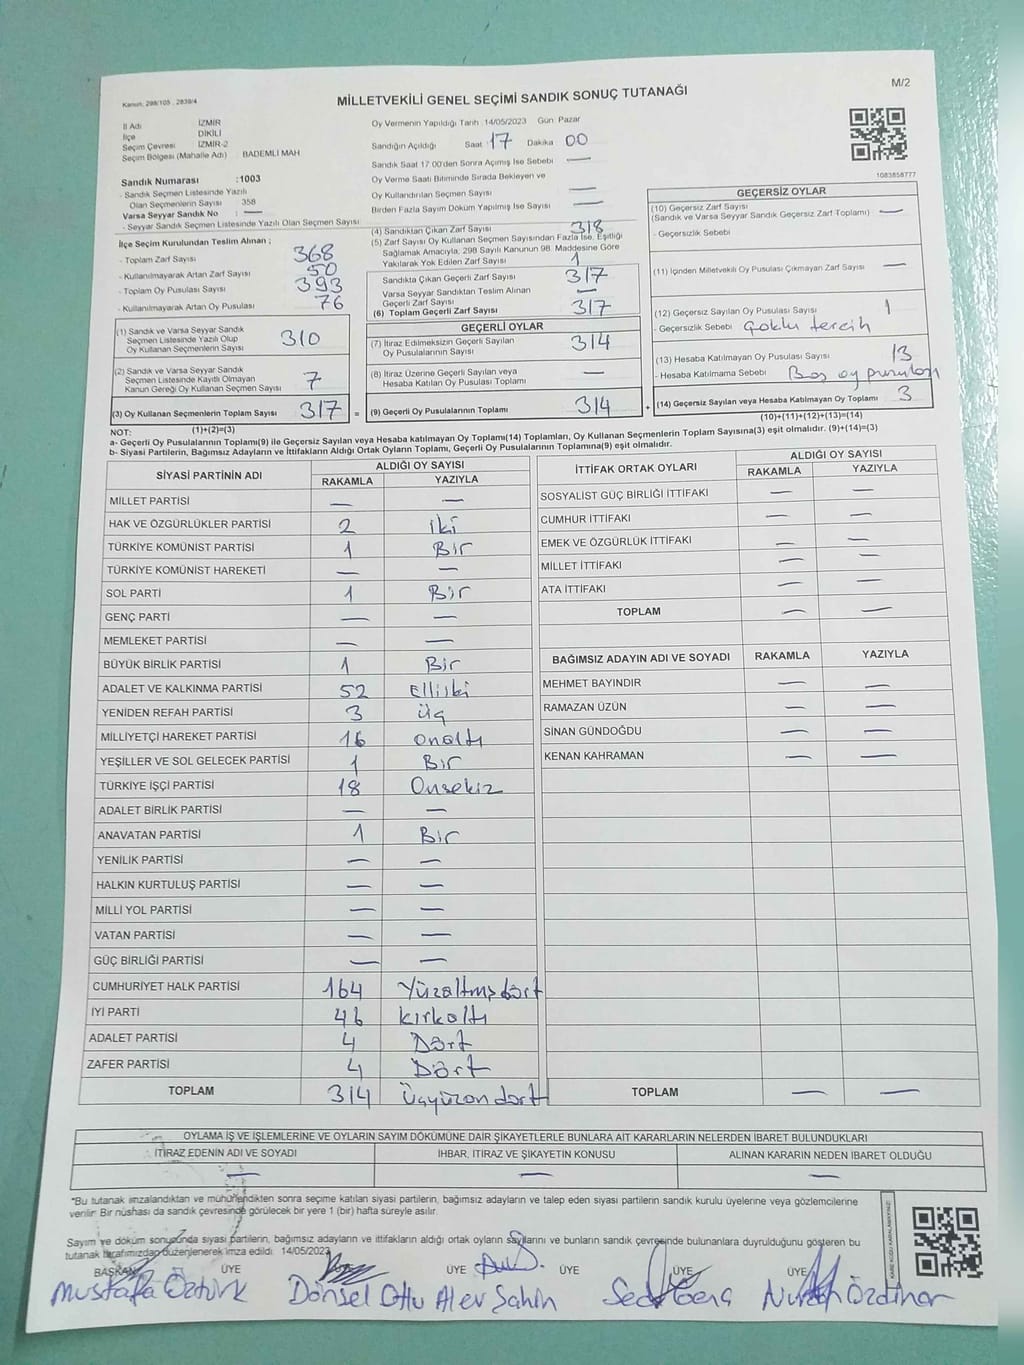 M/2
Kanun: 298/105 , 2839/4
MİLLETVEKİLİ GENEL SEÇİMİ SANDIK SONUÇ TUTANAĞI
İl Adı İZMİR
İlçe DİKİLİ
Seçim Çevresi İZMİR-2
Seçim Bölgesi (Mahalle Adı) BADEMLİ MAH
Sandık Numarası :1003
- Sandık Seçmen Listesinde Yazılı
Olan Seçmenlerin Sayısı 358
Varsa Seyyar Sandık No : —
- Seyyar Sandık Seçmen Listesinde Yazılı Olan Seçmen Sayısı
İlçe Seçim Kurulundan Teslim Alınan ;
- Toplam Zarf Sayısı 368
- Kullanılmayarak Artan Zarf Sayısı 50
- Toplam Oy Pusulası Sayısı 393
- Kullanılmayarak Artan Oy Pusulası 76
(1) Sandık ve Varsa Seyyar Sandık
Seçmen Listesinde Yazılı Olup
Oy Kullanan Seçmenlerin Sayısı 310
(2) Sandık ve Varsa Seyyar Sandık
Seçmen Listesinde Kayıtlı Olmayan
Kanun Gereği Oy Kullanan Seçmen Sayısı 7
(3) Oy Kullanan Seçmenlerin Toplam Sayısı 317 =
(1)+(2)=(3)
Oy Vermenin Yapıldığı Tarih 14/05/2023 Gün Pazar
Sandığın Açıldığı Saat 17 Dakika 00
Sandık Saat 17:00'den Sonra Açımış İse Sebebi —
Oy Verme Saati Bitiminde Sırada Bekleyen ve
Oy Kullandırılan Seçmen Sayısı —
Birden Fazla Sayım Döküm Yapılmış İse Sayısı —
(4) Sandıktan Çıkan Zarf Sayısı 318
(5) Zarf Sayısı Oy Kullanan Seçmen Sayısından Fazla İse, Eşitliği
Sağlamak Amacıyla, 298 Sayılı Kanunun 98. Maddesine Göre
Yakılarak Yok Edilen Zarf Sayısı 1
Sandıkta Çıkan Geçerli Zarf Sayısı 317
Varsa Seyyar Sandıktan Teslim Alınan
Geçerli Zarf Sayısı —
(6) Toplam Geçerli Zarf Sayısı 317
GEÇERLİ OYLAR
(7) İtiraz Edilmeksizin Geçerli Sayılan
Oy Pusulalarının Sayısı 314
(8) İtiraz Üzerine Geçerli Sayılan veya
Hesaba Katılan Oy Pusulası Toplamı —
(9) Geçerli Oy Pusulalarının Toplamı 314 +
1083858777
GEÇERSİZ OYLAR
(10) Geçersiz Zarf Sayısı
(Sandık ve Varsa Seyyar Sandık Geçersiz Zarf Toplamı) —
- Geçersizlik Sebebi
(11) İçinden Milletvekili Oy Pusulası Çıkmayan Zarf Sayısı —
(12) Geçersiz Sayılan Oy Pusulası Sayısı 1
- Geçersizlik Sebebi Çoklu tercih
(13) Hesaba Katılmayan Oy Pusulası Sayısı 13
- Hesaba Katılmama Sebebi Boş oy pusulası
(14) Geçersiz Sayılan veya Hesaba Katılmayan Oy Toplamı 3
(10)+(11)+(12)+(13)=(14)
NOT:
a- Geçerli Oy Pusulalarının Toplamı(9) ile Geçersiz Sayılan veya Hesaba katılmayan Oy Toplamı(14) Toplamları, Oy Kullanan Seçmenlerin Toplam Sayısına(3) eşit olmalıdır. (9)+(14)=(3)
b- Siyasi Partilerin, Bağımsız Adayların ve İttifakların Aldığı Oyların Toplamı, Geçerli Oy Pusulalarının Toplamına(9) eşit olmalıdır.
SİYASİ PARTİNİN ADI ALDIĞI OY SAYISI
RAKAMLA YAZIYLA
MİLLET PARTİSİ — —
HAK VE ÖZGÜRLÜKLER PARTİSİ 2 iki
TÜRKİYE KOMÜNİST PARTİSİ 1 Bir
TÜRKİYE KOMÜNİST HAREKETİ — —
SOL PARTİ 1 Bir
GENÇ PARTİ — —
MEMLEKET PARTİSİ — —
BÜYÜK BİRLİK PARTİSİ 1 Bir
ADALET VE KALKINMA PARTİSİ 52 Elliiki
YENİDEN REFAH PARTİSİ 3 üç
MİLLİYETÇİ HAREKET PARTİSİ 16 onaltı
YEŞİLLER VE SOL GELECEK PARTİSİ 1 Bir
TÜRKİYE İŞÇİ PARTİSİ 18 Onsekiz
ADALET BİRLİK PARTİSİ — —
ANAVATAN PARTİSİ 1 Bir
YENİLİK PARTİSİ — —
HALKIN KURTULUŞ PARTİSİ — —
MİLLİ YOL PARTİSİ — —
VATAN PARTİSİ — —
GÜÇ BİRLİĞİ PARTİSİ — —
CUMHURİYET HALK PARTİSİ 164 Yüzaltmışdört
İYİ PARTİ 46 kırkaltı
ADALET PARTİSİ 4 Dört
ZAFER PARTİSİ 4 Dört
TOPLAM 314 Üçyüzondort
İTTİFAK ORTAK OYLARI ALDIĞI OY SAYISI
RAKAMLA YAZIYLA
SOSYALİST GÜÇ BİRLİĞİ İTTİFAKI — —
CUMHUR İTTİFAKI — —
EMEK VE ÖZGÜRLÜK İTTİFAKI — —
MİLLET İTTİFAKI — —
ATA İTTİFAKI — —
TOPLAM — —
BAĞIMSIZ ADAYIN ADI VE SOYADI RAKAMLA YAZIYLA
MEHMET BAYINDIR — —
RAMAZAN ÜZÜN — —
SİNAN GÜNDOĞDU — —
KENAN KAHRAMAN — —
TOPLAM — —
OYLAMA İŞ VE İŞLEMLERİNE VE OYLARIN SAYIM DÖKÜMÜNE DAİR ŞİKAYETLERLE BUNLARA AİT KARARLARIN NELERDEN İBARET BULUNDUKLARI
İTİRAZ EDENİN ADI VE SOYADI İHBAR, İTİRAZ VE ŞİKAYETİN KONUSU ALINAN KARARIN NEDEN İBARET OLDUĞU
— — —
*Bu tutanak imzalandıktan ve mühürlendikten sonra seçime katılan siyasi partilerin, bağımsız adayların ve talep eden siyasi partilerin sandık kurulu üyelerine veya gözlemcilerine
verilir. Bir nüshası da sandık çevresinde görülecek bir yere 1 (bir) hafta süreyle asılır.
Sayım ve döküm sonucunda siyasi partilerin, bağımsız adayların ve ittifakların aldığı ortak oyların sayılarını ve bunların sandık çevresinde bulunanlara duyrulduğunu gösteren bu
tutanak tarafımızdan düzenlenerek imza edildi. 14/05/2023
BAŞKAN ÜYE ÜYE ÜYE ÜYE ÜYE
Mustafa Öztürk Dönsel Otlu Alev Şahin Genç Özdinar